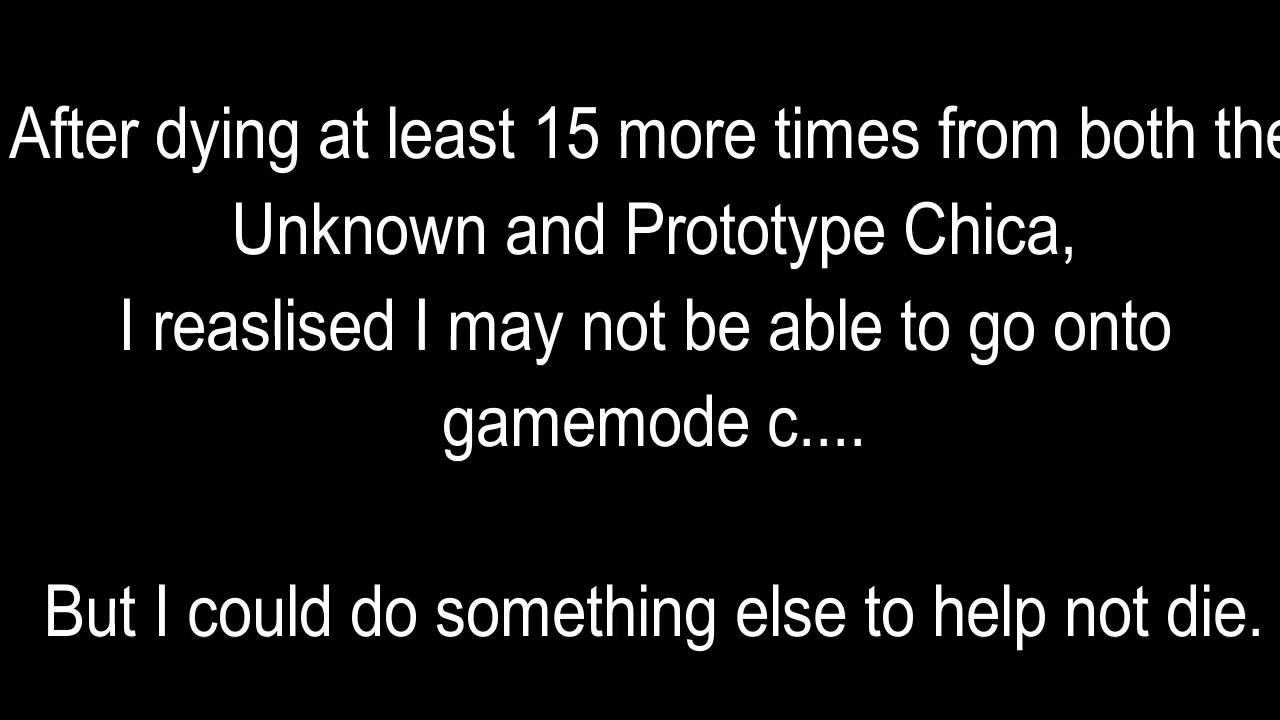 After dying at least 15 more times from both the
Unknown and Prototype Chica,
I reaslised I may not be able to go onto
gamemode c....
But I could do something else to help not die.